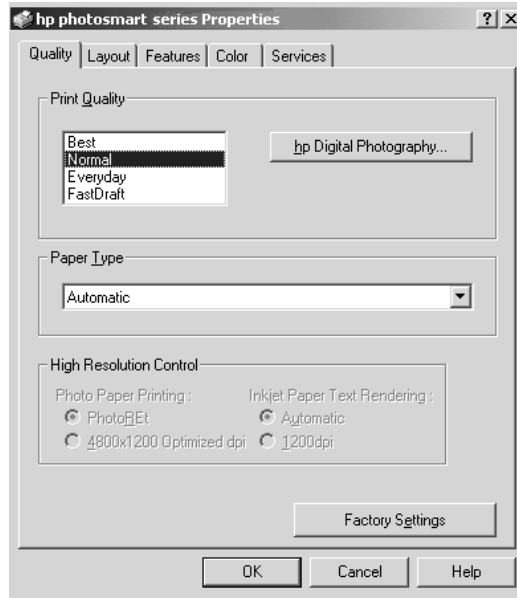 hp photosmart series Properties
Quality Layout Features Color Services
Print Quality
Best
Normal
Everyday
FastDraft
hp Digital Photography...
Paper Type
Automatic
High Resolution Control
Photo Paper Printing : Inkjet Paper Text Rendering :
PhotoREt Automatic
4800x1200 Optimized dpi 1200dpi
Factory Settings
OK Cancel Help